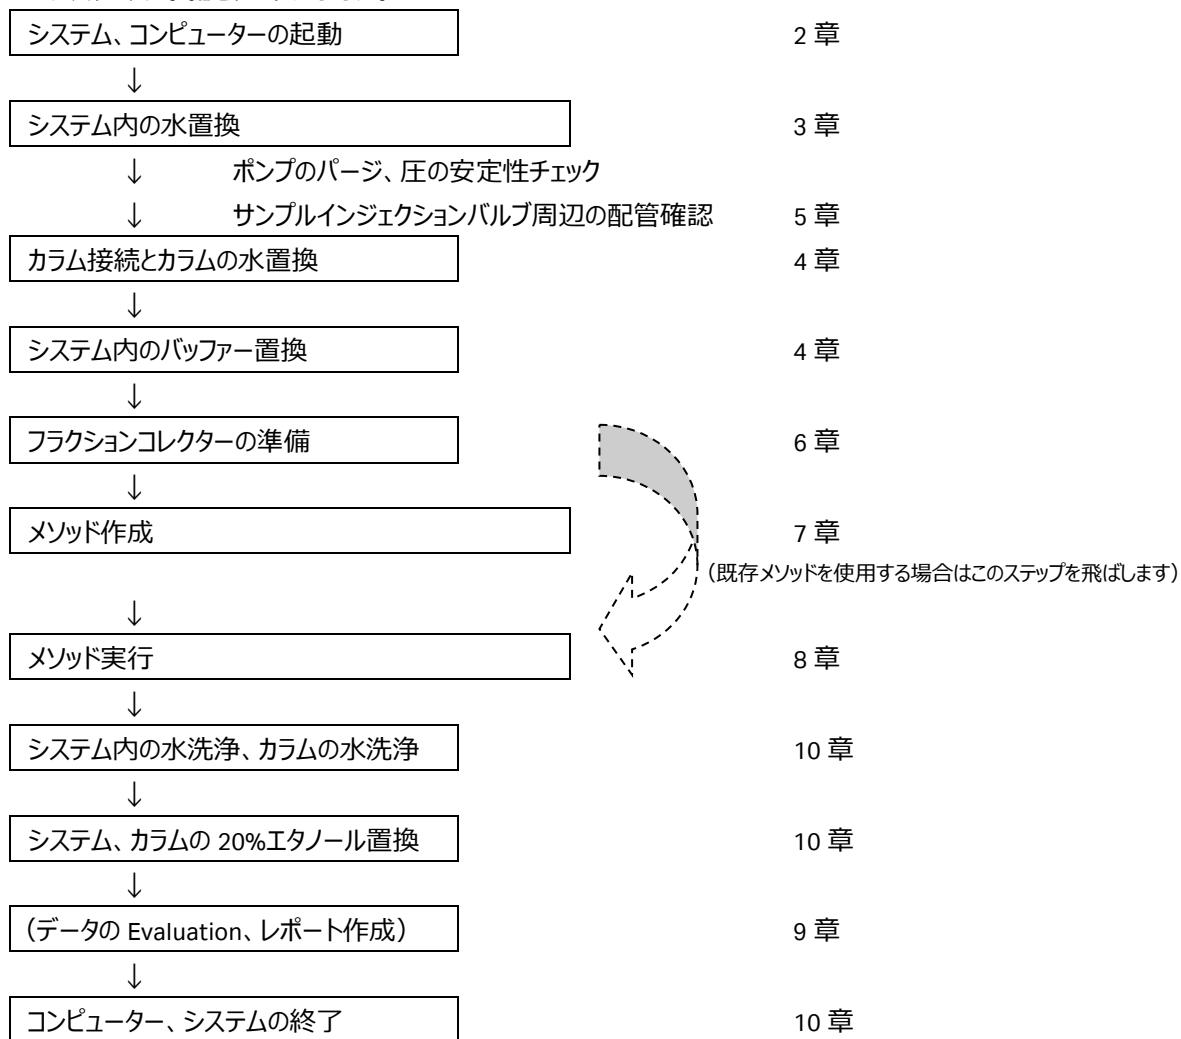 システム、コンピューターの起動 2 章
↓
システム内の水置換 3 章
↓ ポンプのパージ、圧の安定性チェック
↓ サンプルインジェクションバルブ周辺の配管確認 5 章
カラム接続とカラムの水置換 4 章
↓
システム内のバッファー置換 4 章
↓
フラクションコレクターの準備 6 章
↓
メソッド作成 7 章
（既存メソッドを使用する場合はこのステップを飛ばします）
↓
メソッド実行 8 章
↓
システム内の水洗浄、カラムの水洗浄 10 章
↓
システム、カラムの 20%エタノール置換 10 章
↓
（データの Evaluation、レポート作成） 9 章
↓
コンピューター、システムの終了 10 章